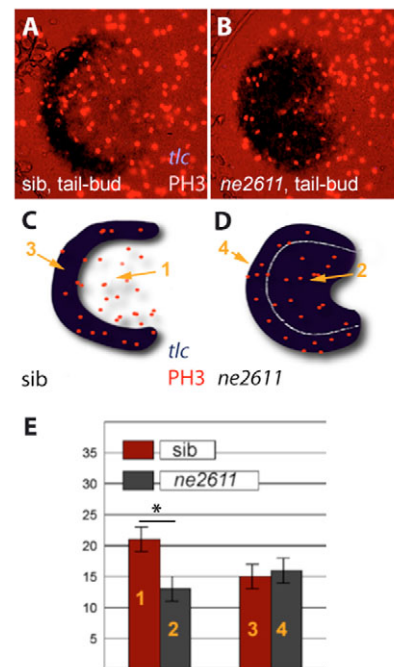 A
B
tlc
sib, tail-bud
PH3
ne2611, tail-bud
C
D
3
1
4
2
tlc
sib
PH3
ne2611
E
35
sib
30
ne2611
25
*
20
15
10
5
1
2
3
4